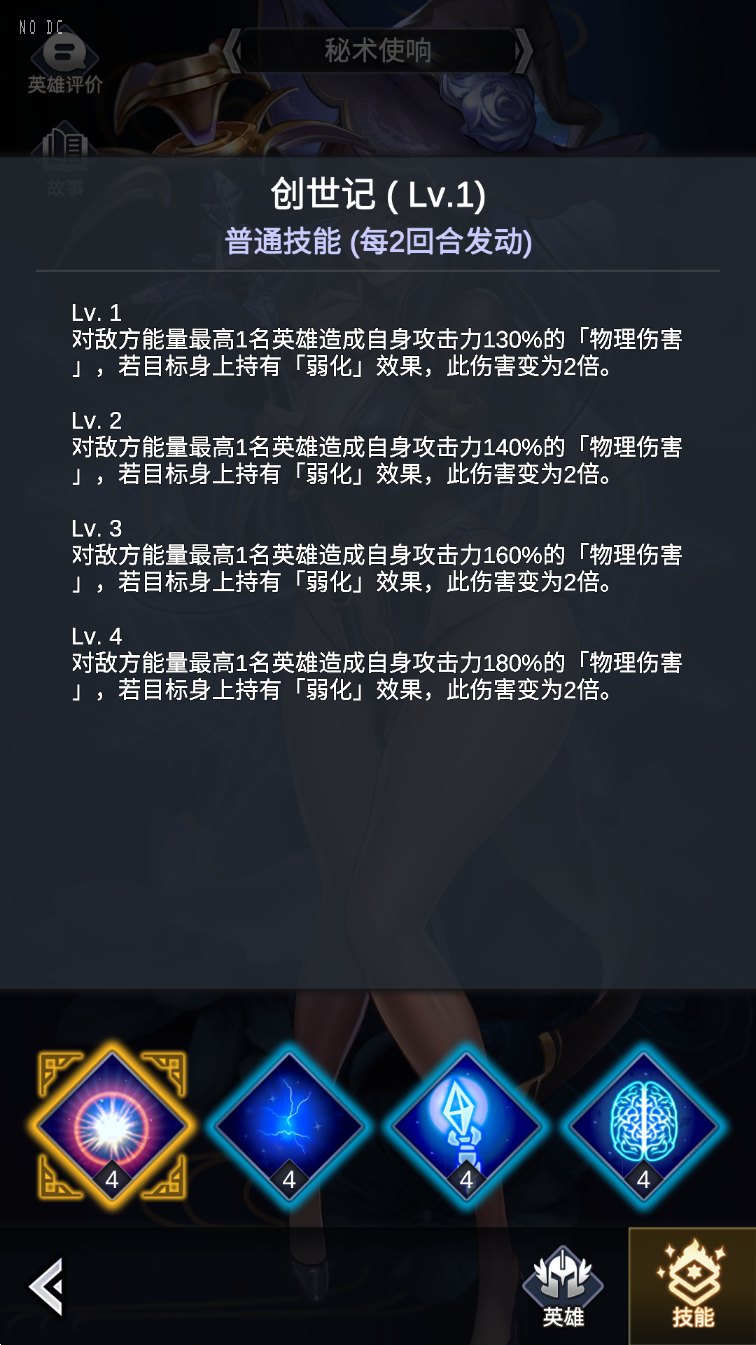 NO DC
秘术使响
英雄评价
故事
创世记 ( Lv.1)
普通技能 (每2回合发动)
Lv. 1
对敌方能量最高1名英雄造成自身攻击力130%的「物理伤害
」，若目标身上持有「弱化」效果，此伤害变为2倍。
Lv. 2
对敌方能量最高1名英雄造成自身攻击力140%的「物理伤害
」，若目标身上持有「弱化」效果，此伤害变为2倍。
Lv. 3
对敌方能量最高1名英雄造成自身攻击力160%的「物理伤害
」，若目标身上持有「弱化」效果，此伤害变为2倍。
Lv. 4
对敌方能量最高1名英雄造成自身攻击力180%的「物理伤害
」，若目标身上持有「弱化」效果，此伤害变为2倍。
4 4 4 4
英雄 技能